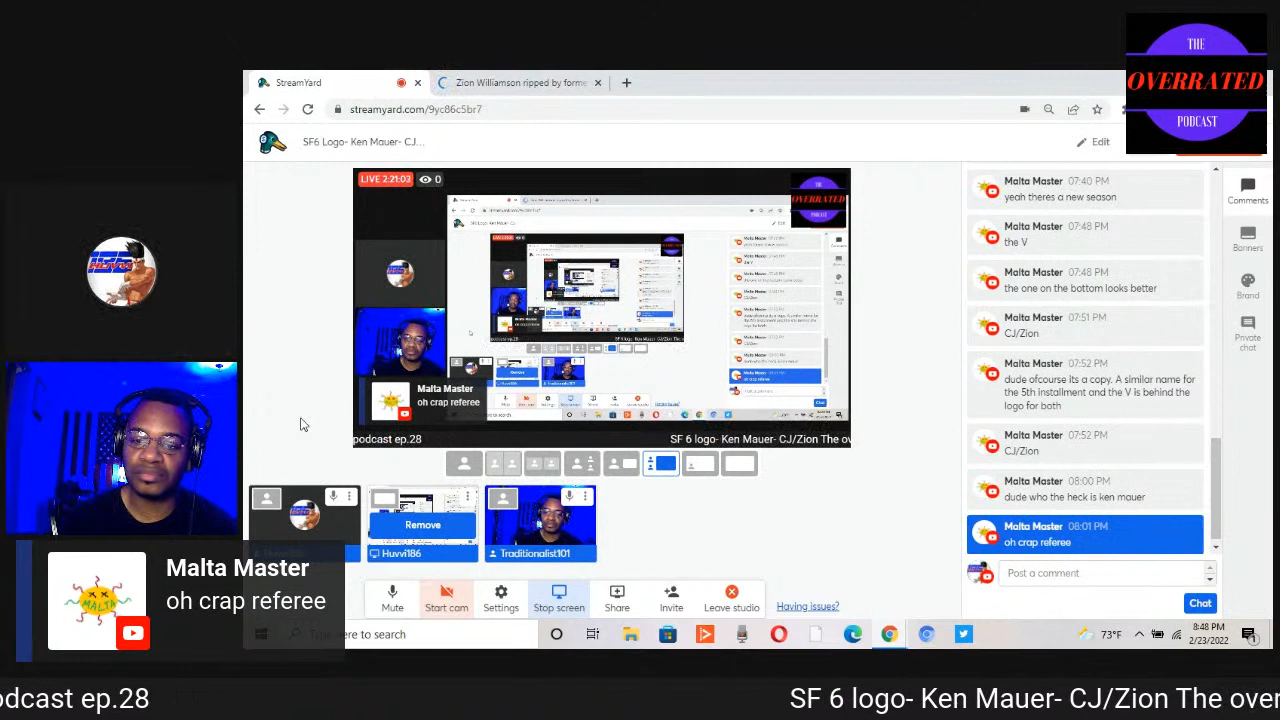 THE
OVERRATED
PODCAST
StreamYard
Zion Williamson ripped by forme
streamyard.com/9yc86c5br7
SF6 Logo- Ken Mauer- CJ...
Edit
LIVE 2:21:03
0
THE
OVERRATED
PODCAST
Malta Master
oh crap referee
podcast ep.28
SF 6 logo- Ken Mauer- CJ/Zion The ov
Malta Master 07:40 PM
yeah theres a new season
Malta Master 07:48 PM
the V
Malta Master 07:48 PM
the one on the bottom looks better
Malta Master 07:51 PM
CJ/Zion
Malta Master 07:52 PM
dude ofcourse its a copy. A similar name for
the 5th installment and the V is behind the
logo for both
Malta Master 07:52 PM
CJ/Zion
Malta Master 08:00 PM
dude who the heck is ken mauer
Malta Master 08:01 PM
oh crap referee
Post a comment
Chat
Comments
Banners
Brand
Private
chat
Remove
Huvvi186
Traditionalist101
Mute
Start cam
Settings
Stop screen
Share
Invite
Leave studio
Having issues?
Type here to search
73°F
8:48 PM
2/23/2022
1
MALTA
Malta Master
oh crap referee
odcast ep.28
SF 6 logo- Ken Mauer- CJ/Zion The over